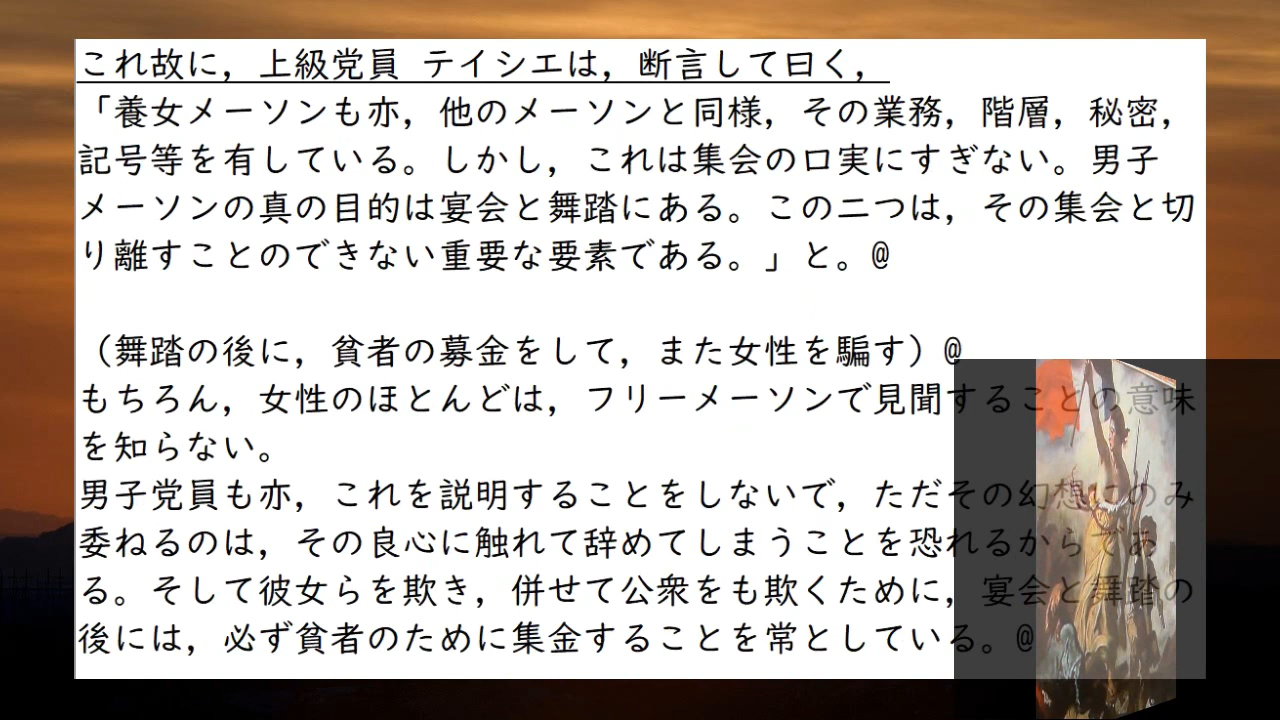 これ故に，上級党員 テイシエは，断言して曰く，
「養女メーソンも亦，他のメーソンと同様，その業務，階層，秘密，
記号等を有している。しかし，これは集会の口実にすぎない。男子
メーソンの真の目的は宴会と舞踏にある。この二つは，その集会と切
り離すことのできない重要な要素である。」と。@
（舞踏の後に，貧者の募金をして，また女性を騙す）@
もちろん，女性のほとんどは，フリーメーソンで見聞することの意味
を知らない。
男子党員も亦，これを説明することをしないで，ただその幻想にのみ
委ねるのは，その良心に触れて辞めてしまうことを恐れるからであ
る。そして彼女らを欺き，併せて公衆をも欺くために，宴会と舞踏の
後には，必ず貧者のために集金することを常としている。@